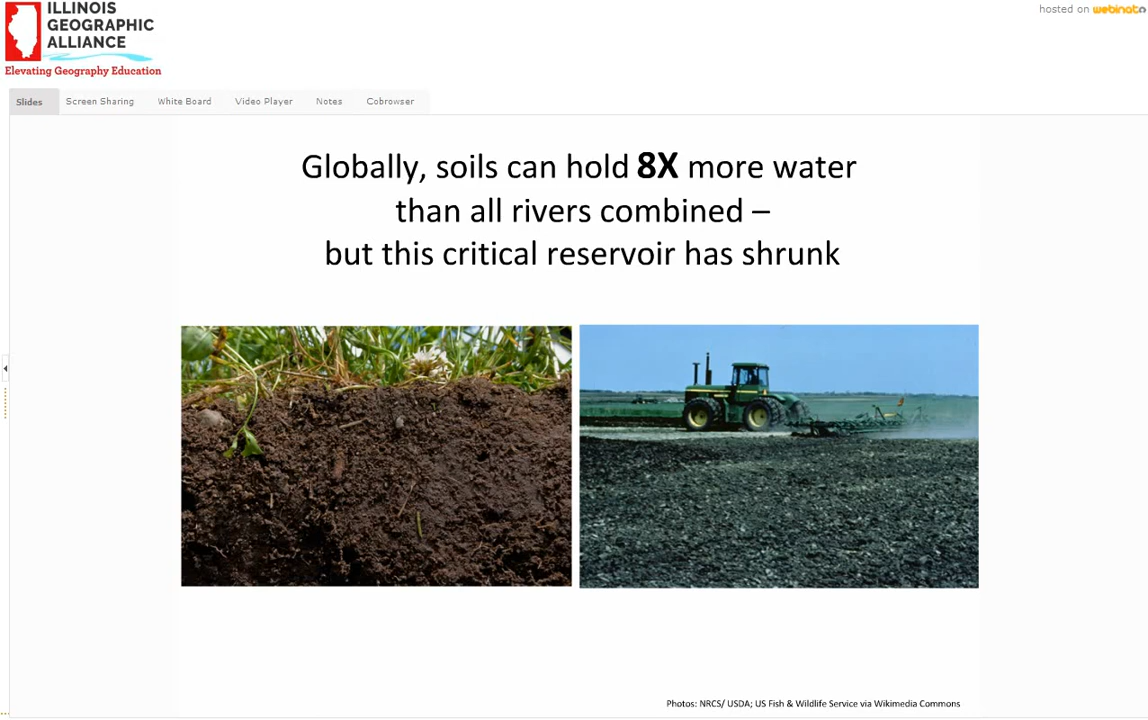 ILLINOIS
GEOGRAPHIC
ALLIANCE
Elevating Geography Education
hosted on webinato
Slides
Screen Sharing
White Board
Video Player
Notes
Cobrowser
Globally, soils can hold 8X more water
than all rivers combined –
but this critical reservoir has shrunk
Photos: NRCS/ USDA; US Fish & Wildlife Service via Wikimedia Commons